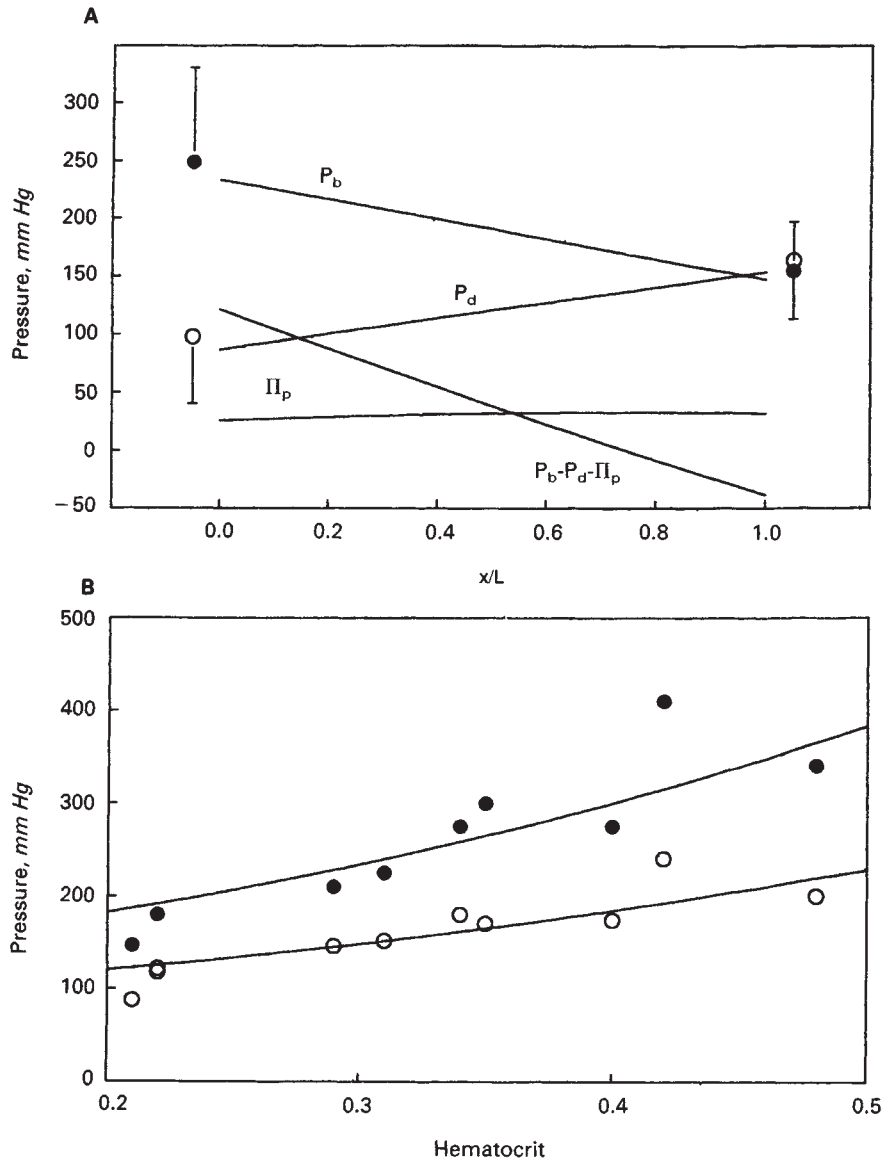 A
Pressure, mm Hg
300
250
200
150
100
50
0
−50
P_b
P_d
Π_p
P_b-P_d-Π_p
0.0 0.2 0.4 0.6 0.8 1.0
x/L
B
Pressure, mm Hg
500
400
300
200
100
0
0.2 0.3 0.4 0.5
Hematocrit